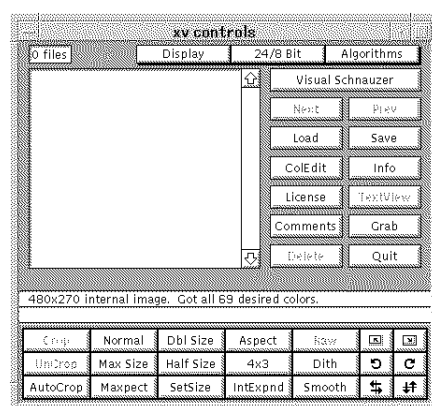 xv controls
0 files
Display
24/8 Bit
Algorithms
Visual Schnauzer
Next
Prev
Load
Save
ColEdit
Info
License
TextView
Comments
Grab
Delete
Quit
480x270 internal image. Got all 69 desired colors.
Crop
Normal
Dbl Size
Aspect
Raw
UnCrop
Max Size
Half Size
4x3
Dith
AutoCrop
Maxpect
SetSize
IntExpnd
Smooth